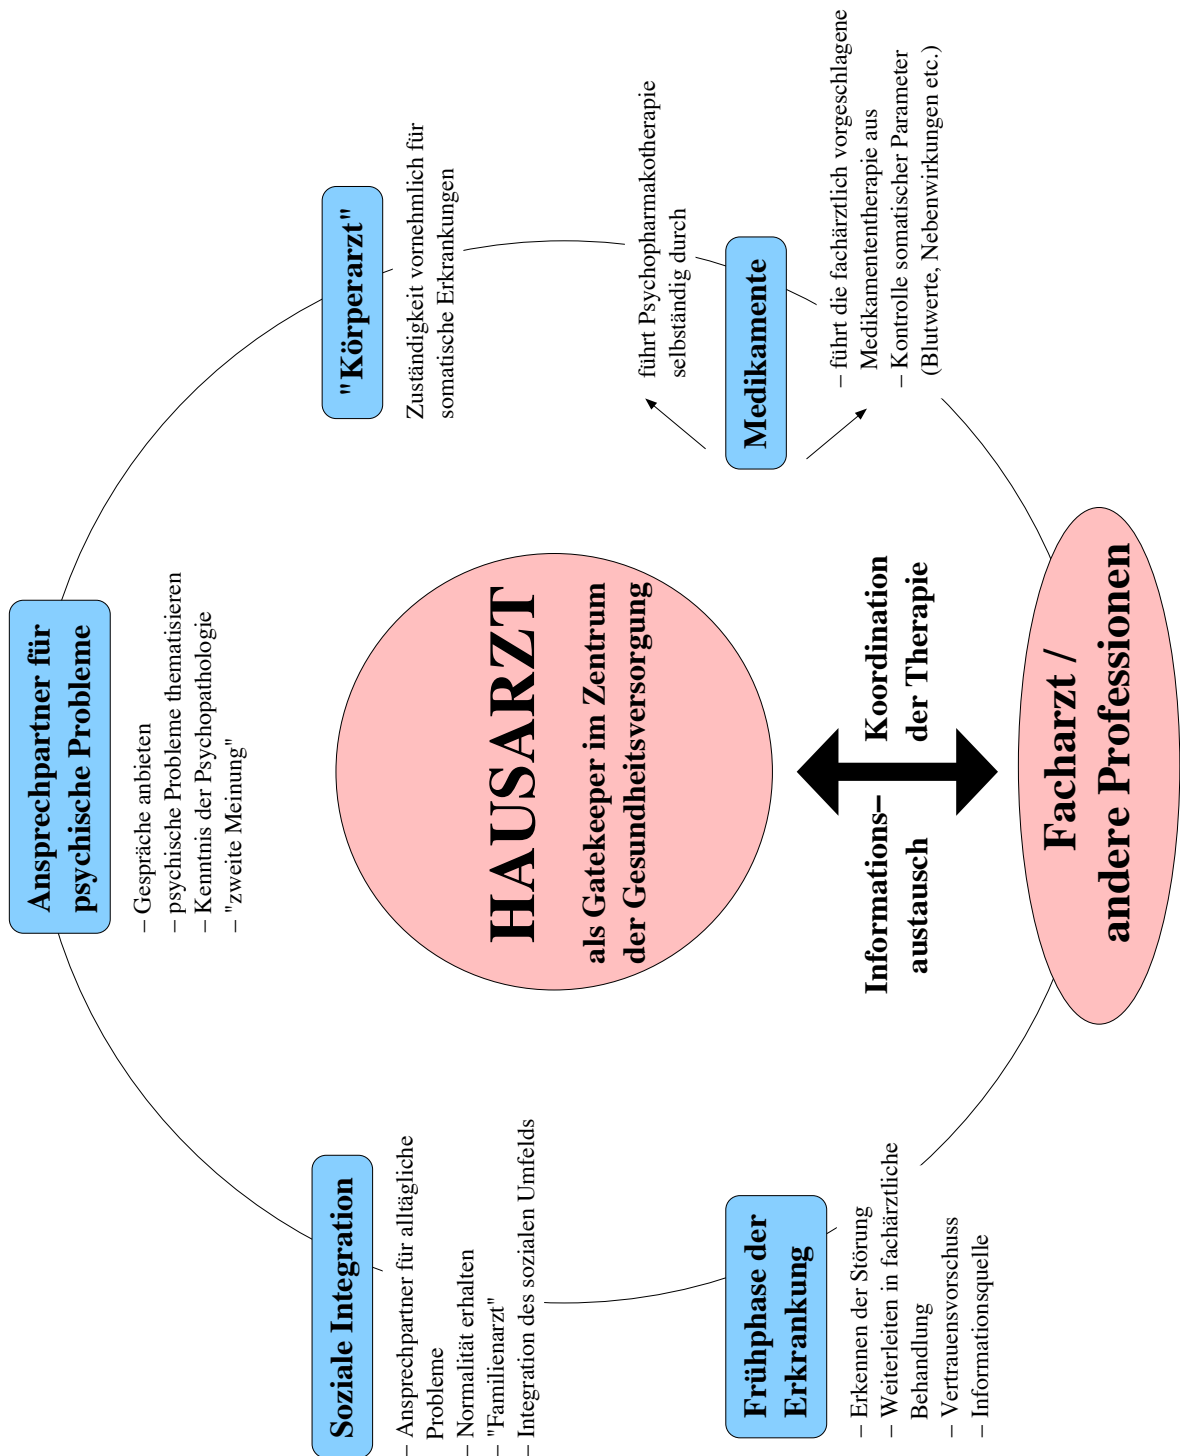 Ansprechpartner für
psychische Probleme
– Gespräche anbieten
– psychische Probleme thematisieren
– Kenntnis der Psychopathologie
– "zweite Meinung"
Soziale Integration
– Ansprechpartner für alltägliche
Probleme
– Normalität erhalten
– "Familienarzt"
– Integration des sozialen Umfelds
"Körperarzt"
Zuständigkeit vornehmlich für
somatische Erkrankungen
HAUSARZT
als Gatekeeper im Zentrum
der Gesundheitsversorgung
führt Psychopharmakotherapie
selbständig durch
Medikamente
– führt die fachärztlich vorgeschlagene
Medikamententherapie aus
– Kontrolle somatischer Parameter
(Blutwerte, Nebenwirkungen etc.)
Frühphase der
Erkrankung
– Erkennen der Störung
– Weiterleiten in fachärztliche
Behandlung
– Vertrauensvorschuss
– Informationsquelle
Informations–
austausch
Koordination
der Therapie
Facharzt /
andere Professionen